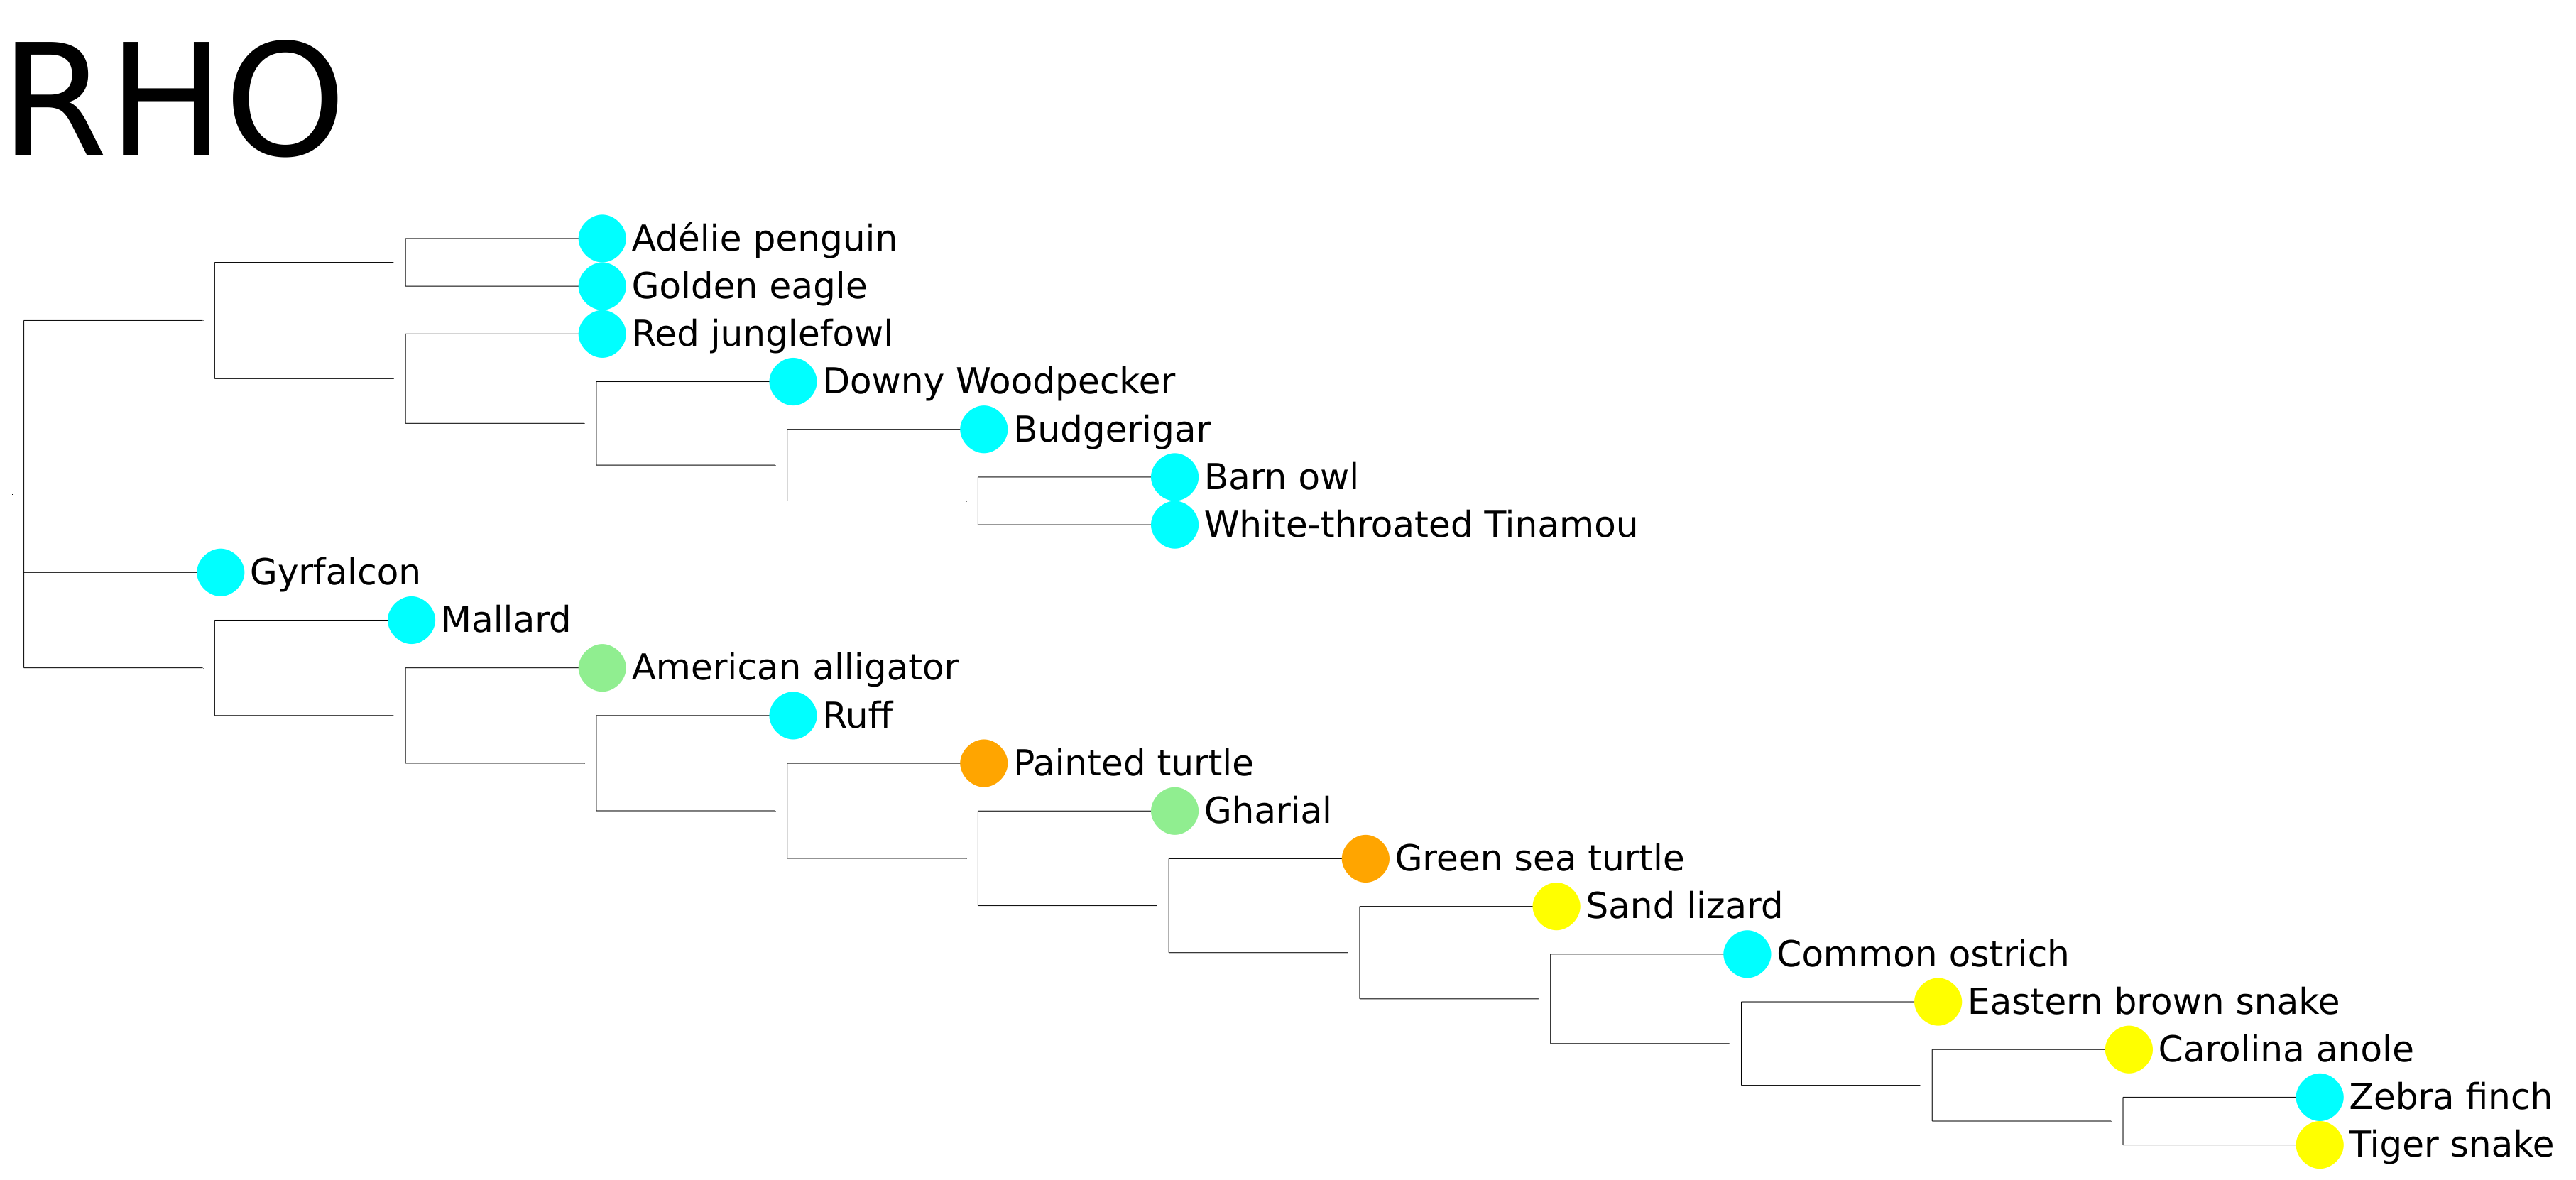 RHO
Adélie penguin
Golden eagle
Red junglefowl
Downy Woodpecker
Budgerigar
Barn owl
White-throated Tinamou
Gyrfalcon
Mallard
American alligator
Ruff
Painted turtle
Gharial
Green sea turtle
Sand lizard
Common ostrich
Eastern brown snake
Carolina anole
Zebra finch
Tiger snake